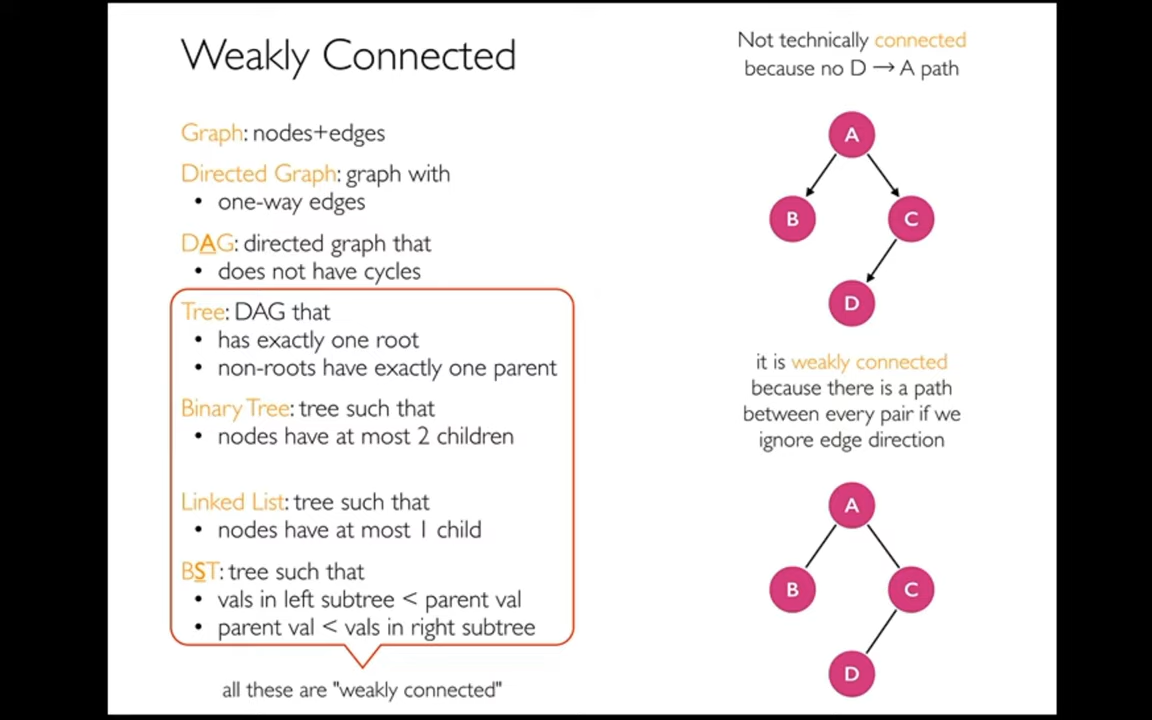 Weakly Connected
Graph: nodes+edges
Directed Graph: graph with
• one-way edges
DAG: directed graph that
• does not have cycles
Tree: DAG that
• has exactly one root
• non-roots have exactly one parent
Binary Tree: tree such that
• nodes have at most 2 children
Linked List: tree such that
• nodes have at most 1 child
BST: tree such that
• vals in left subtree < parent val
• parent val < vals in right subtree
all these are "weakly connected"
Not technically connected
because no D → A path
A
B
C
D
it is weakly connected
because there is a path
between every pair if we
ignore edge direction
A
B
C
D